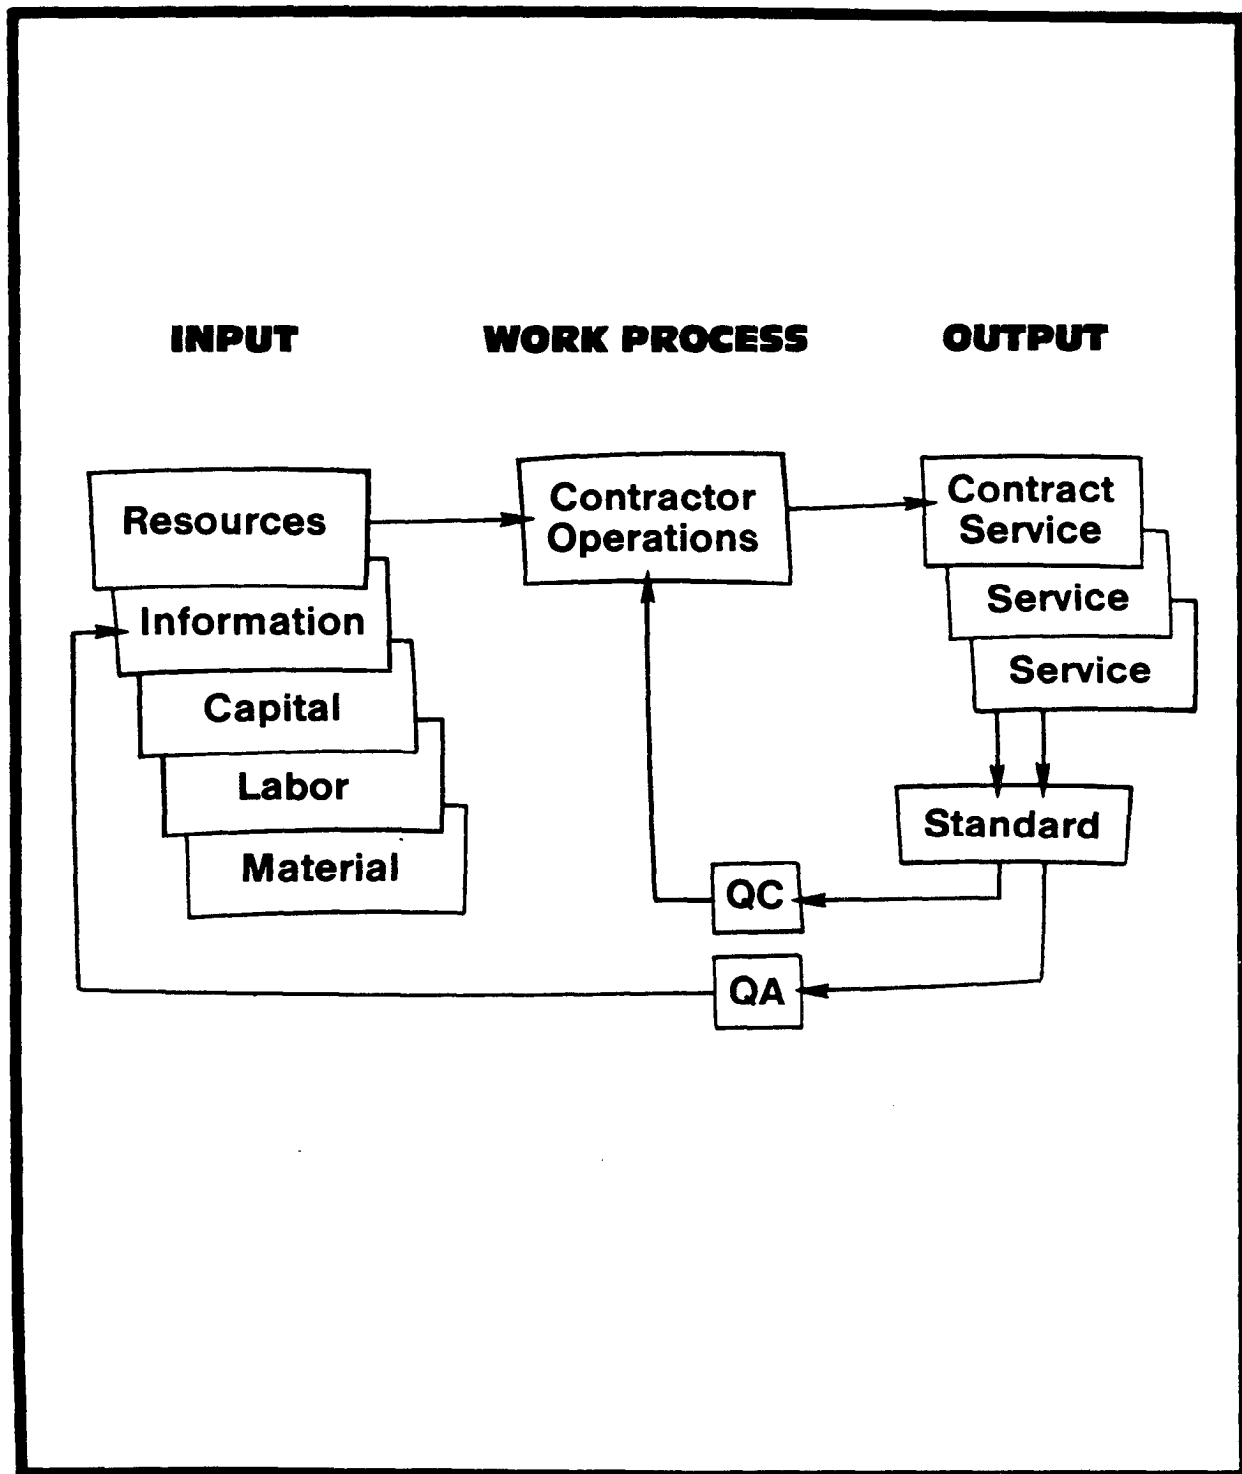 INPUT
WORK PROCESS
OUTPUT
Resources
Information
Capital
Labor
Material
Contractor
Operations
Contract
Service
Service
Service
Standard
QC
QA